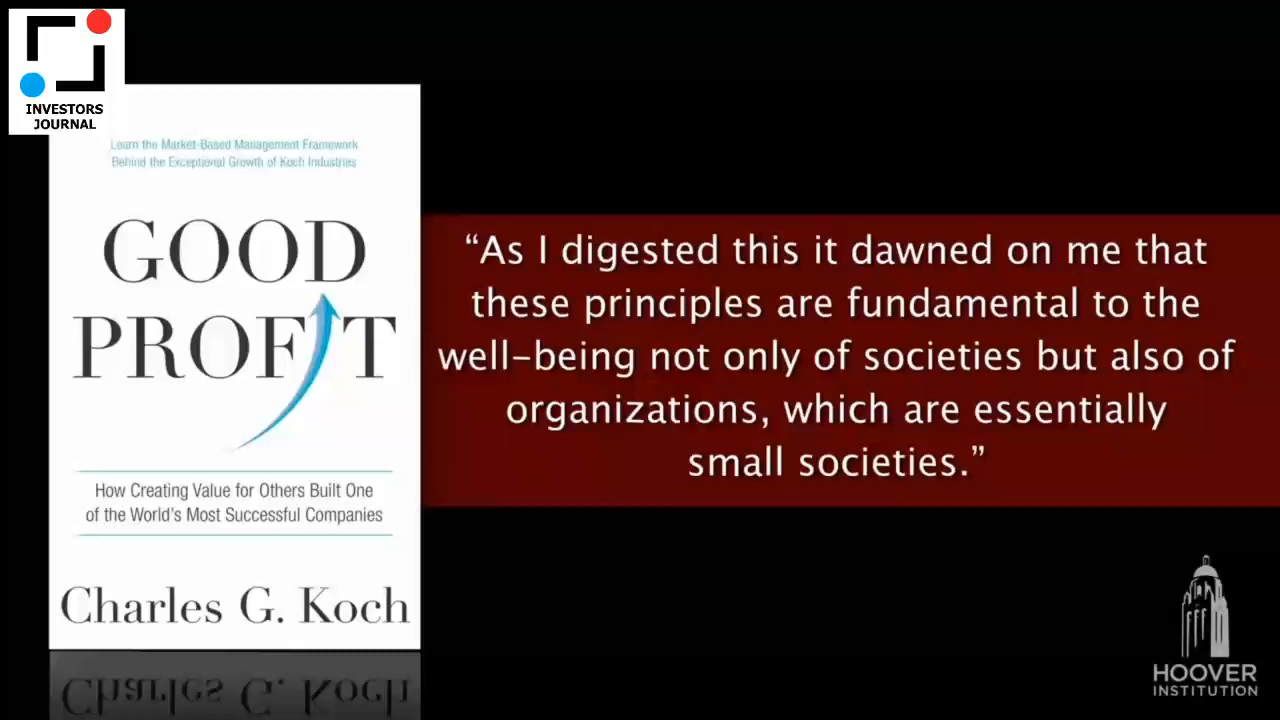 INVESTORS
JOURNAL
Learn the Market-Based Management Framework
Behind the Exceptional Growth of Koch Industries
GOOD
PROFIT
How Creating Value for Others Built One
of the World's Most Successful Companies
Charles G. Koch
Charles G. Koch
“As I digested this it dawned on me that
these principles are fundamental to the
well-being not only of societies but also of
organizations, which are essentially
small societies.”
HOOVER
INSTITUTION